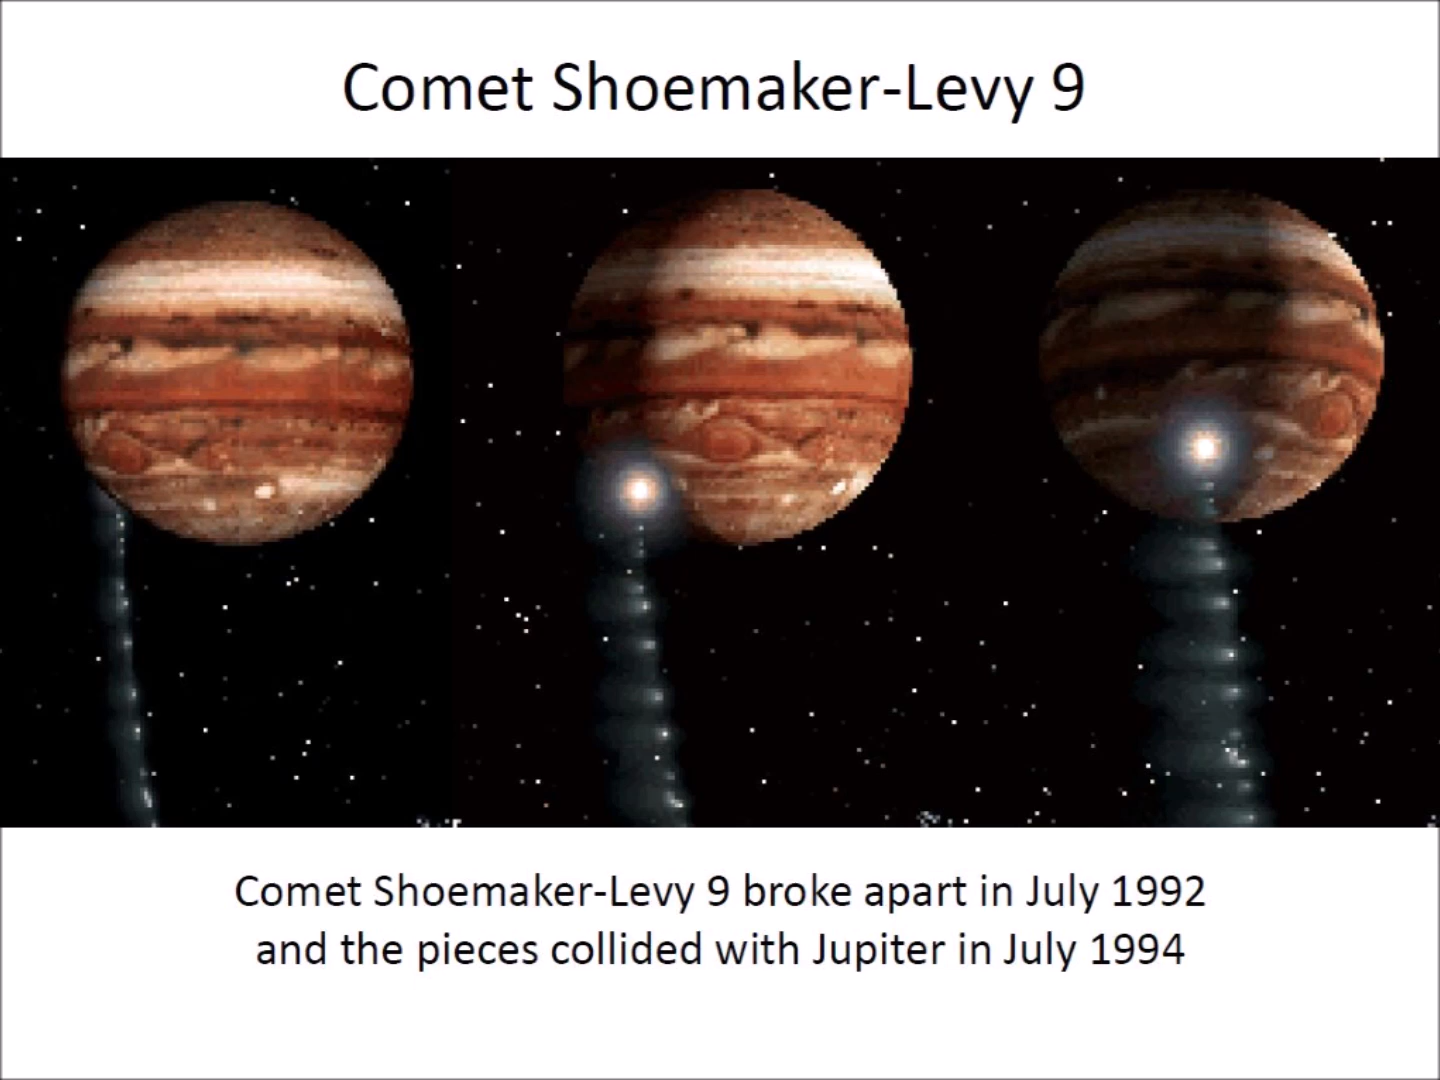 Comet Shoemaker-Levy 9
Comet Shoemaker-Levy 9 broke apart in July 1992
and the pieces collided with Jupiter in July 1994